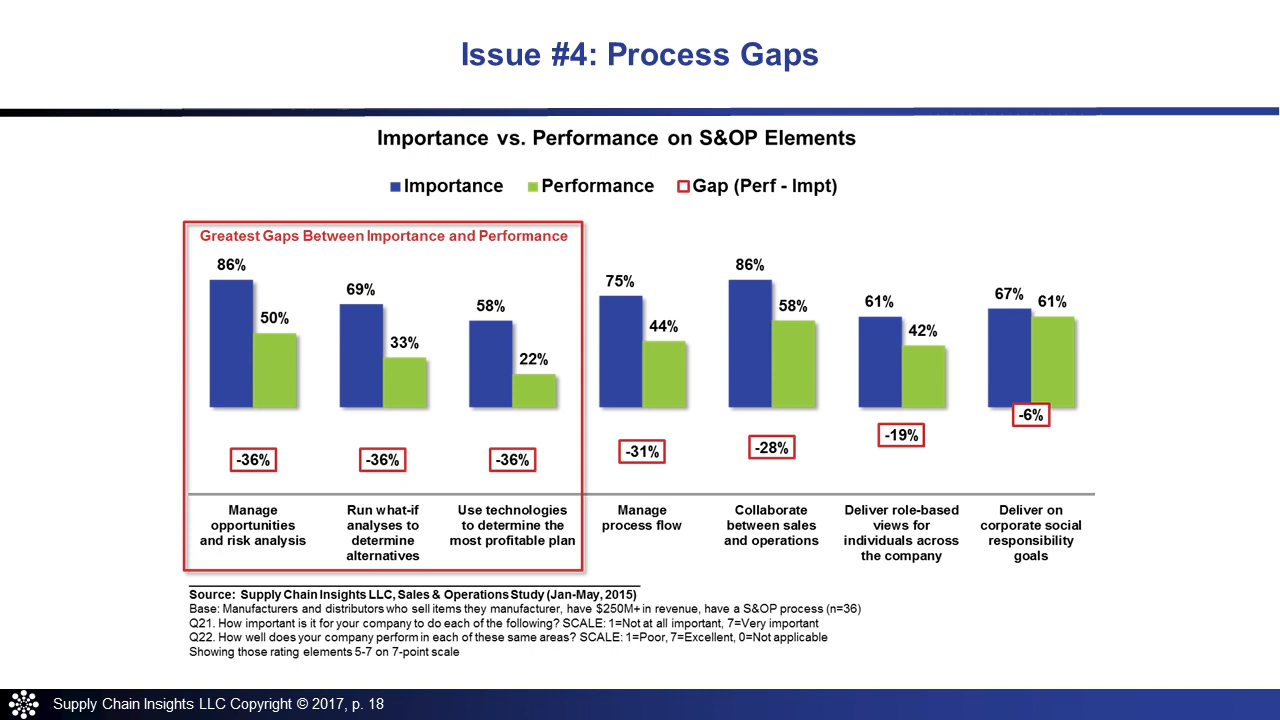 Issue #4: Process Gaps
Importance vs. Performance on S&OP Elements
Importance Performance Gap (Perf - Impt)
Greatest Gaps Between Importance and Performance
86%
50%
69%
33%
58%
22%
75%
44%
86%
58%
61%
42%
67%
61%
-36%
-36%
-36%
-31%
-28%
-19%
-6%
Manage
opportunities
and risk analysis
Run what-if
analyses to
determine
alternatives
Use technologies
to determine the
most profitable plan
Manage
process flow
Collaborate
between sales
and operations
Deliver role-based
views for
individuals across
the company
Deliver on
corporate social
responsibility
goals
Source: Supply Chain Insights LLC, Sales & Operations Study (Jan-May, 2015)
Base: Manufacturers and distributors who sell items they manufacturer, have $250M+ in revenue, have a S&OP process (n=36)
Q21. How important is it for your company to do each of the following? SCALE: 1=Not at all important, 7=Very important
Q22. How well does your company perform in each of these same areas? SCALE: 1=Poor, 7=Excellent, 0=Not applicable
Showing those rating elements 5-7 on 7-point scale
Supply Chain Insights LLC Copyright © 2017, p. 18